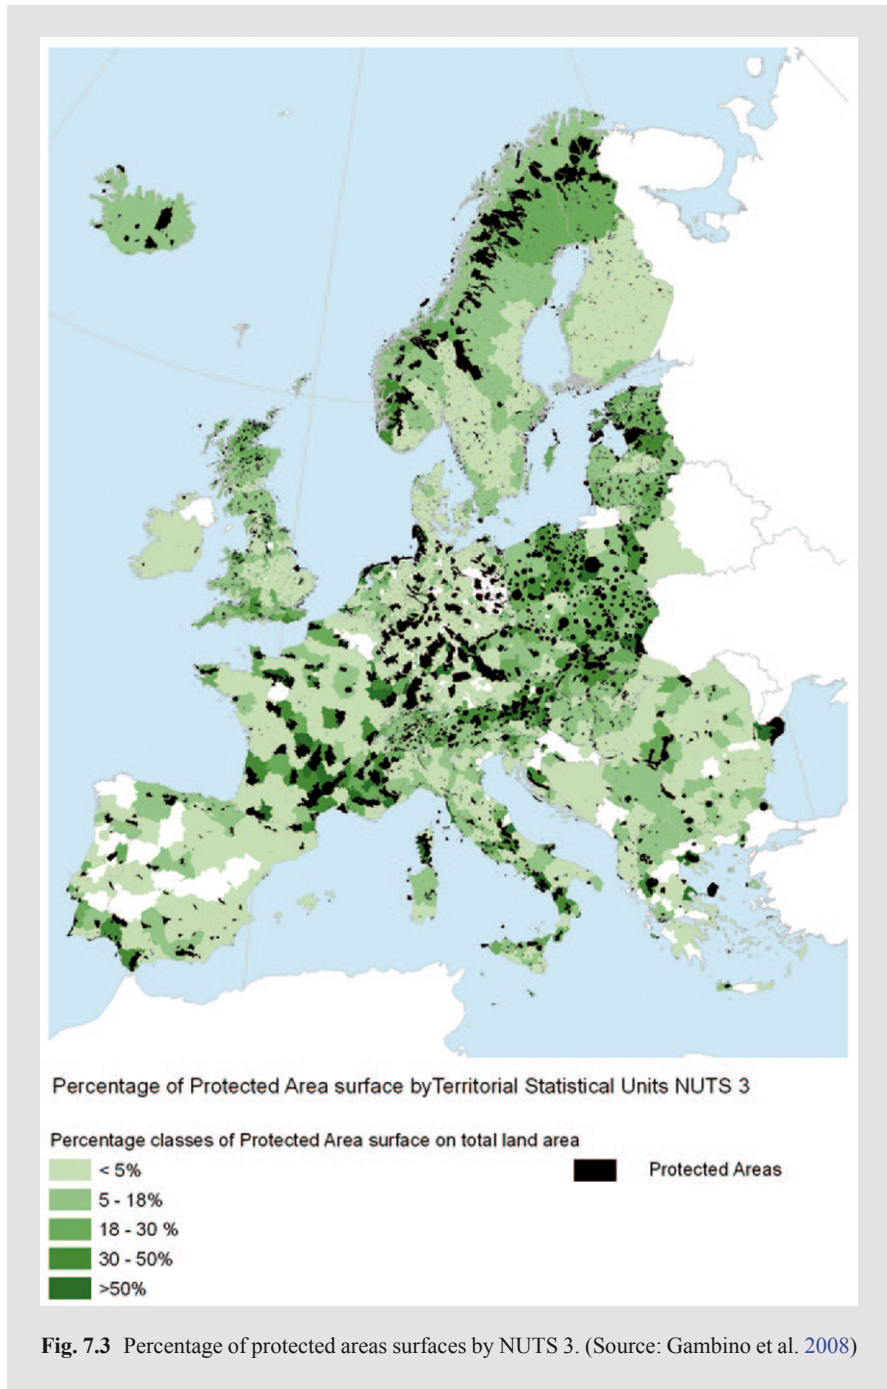 Percentage of Protected Area surface byTerritorial Statistical Units NUTS 3
Percentage classes of Protected Area surface on total land area
< 5%
5 - 18%
18 - 30 %
30 - 50%
>50%
Protected Areas
Fig. 7.3 Percentage of protected areas surfaces by NUTS 3. (Source: Gambino et al. 2008)